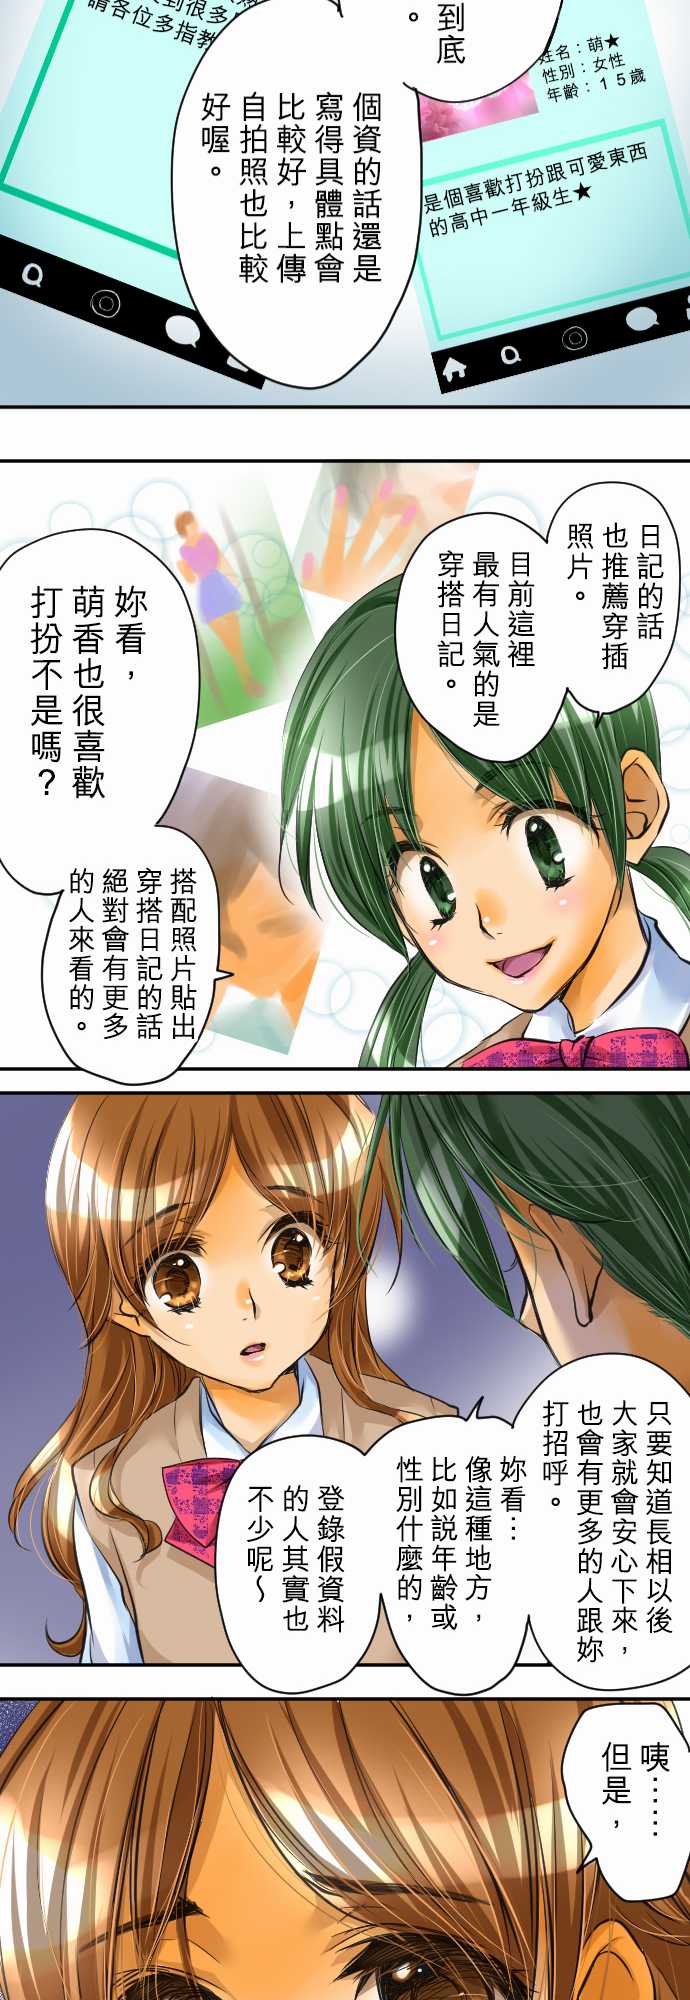 到底
。
到很多
請各位多指教
姓名：萌★
性別：女性
年齡：１５歲
個資的話還是
寫得具體點會
比較好，上傳
自拍照也比較
好喔。
是個喜歡打扮跟可愛東西
的高中一年級生★
日記的話
也推薦穿插
照片。
目前這裡
最有人氣的是
穿搭日記。
妳看，
萌香也很喜歡
打扮不是嗎？
搭配照片貼出
穿搭日記的話
絕對會有更多
的人來看的。
只要知道長相以後
大家就會安心下來，
也會有更多的人跟妳
打招呼。
妳看…
像這種地方，
比如說年齡或
性別什麼的，
登錄假資料
的人其實也
不少呢～
咦……
但是，